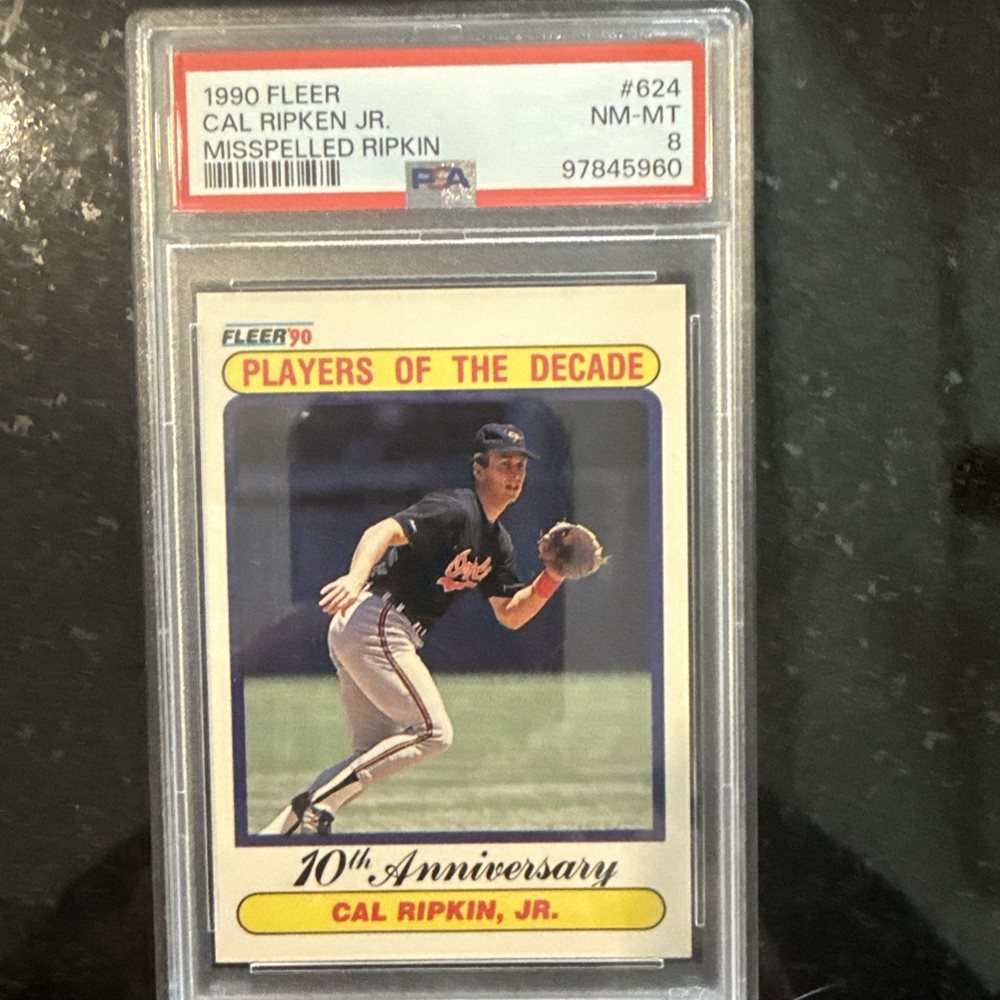 1990 FLEER #624
CAL RIPKEN JR. NM-MT
MISSPELLED RIPKIN 8
PSA 97845960
FLEER'90
PLAYERS OF THE DECADE
Orioles
10th Anniversary
CAL RIPKIN, JR.